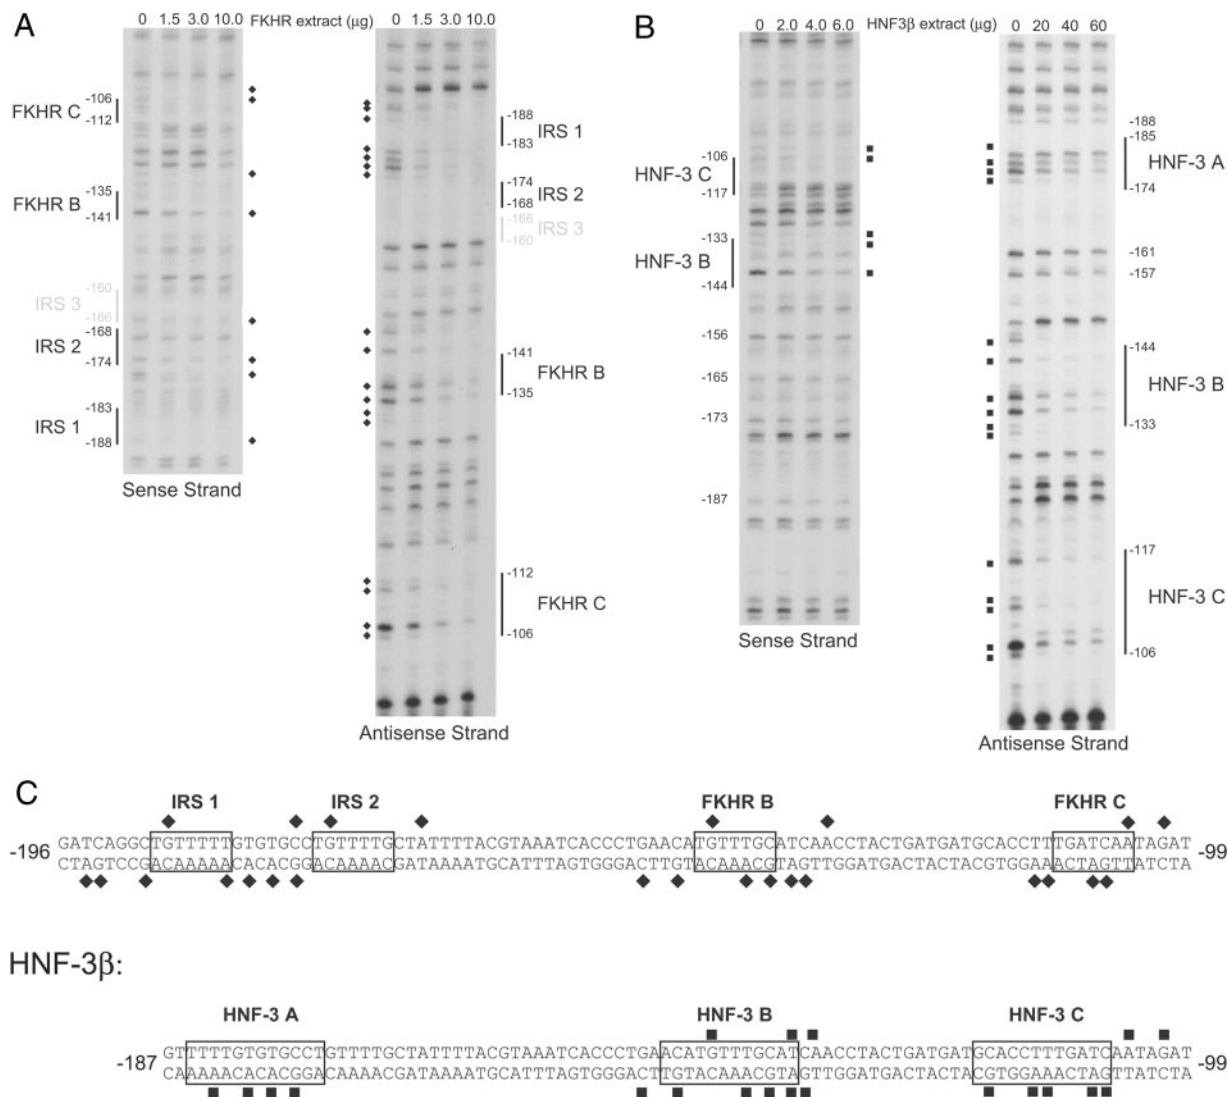 A
0 1.5 3.0 10.0 FKHR extract (μg) 0 1.5 3.0 10.0
FKHR C
-106
-112
FKHR B
-135
-141
IRS 3
-160
-166
IRS 2
-168
-174
IRS 1
-183
-188
Sense Strand
-188
-183
IRS 1
-174
-168
IRS 2
-166
-160
IRS 3
-141
-135
FKHR B
-112
-106
FKHR C
Antisense Strand
B
0 2.0 4.0 6.0 HNF3β extract (μg) 0 20 40 60
HNF-3 C
-106
-117
HNF-3 B
-133
-144
-156
-165
-173
-187
Sense Strand
-188
-185
-174
HNF-3 A
-161
-157
-144
-133
HNF-3 B
-117
-106
HNF-3 C
Antisense Strand
C
IRS 1 IRS 2 FKHR B FKHR C
GATCAGGCTGTTTTTGTGTGCCTGTTTTGCTATTTTACGTAAATCACCCTGAACATGTTTGCATCAACCTACTGATGATGCACCTTTGATCAATAGAT
-196 -99
CTAGTCCGACAAAAACACACGGACAAAACGATAAAATGCATTTAGTGGGACTTGTACAAACGTAGTTGGATGACTACTACGTGGAAACTAGTTATCTA
HNF-3β:
HNF-3 A HNF-3 B HNF-3 C
GTTTTTGTGTGCCTGTTTTGCTATTTTACGTAAATCACCCTGAACATGTTTGCATCAACCTACTGATGATGCACCTTTGATCAATAGAT
-187 -99
CAAAAACACACGGACAAAACGATAAAATGCATTTAGTGGGACTTGTACAAACGTAGTTGGATGACTACTACGTGGAAACTAGTTATCTA